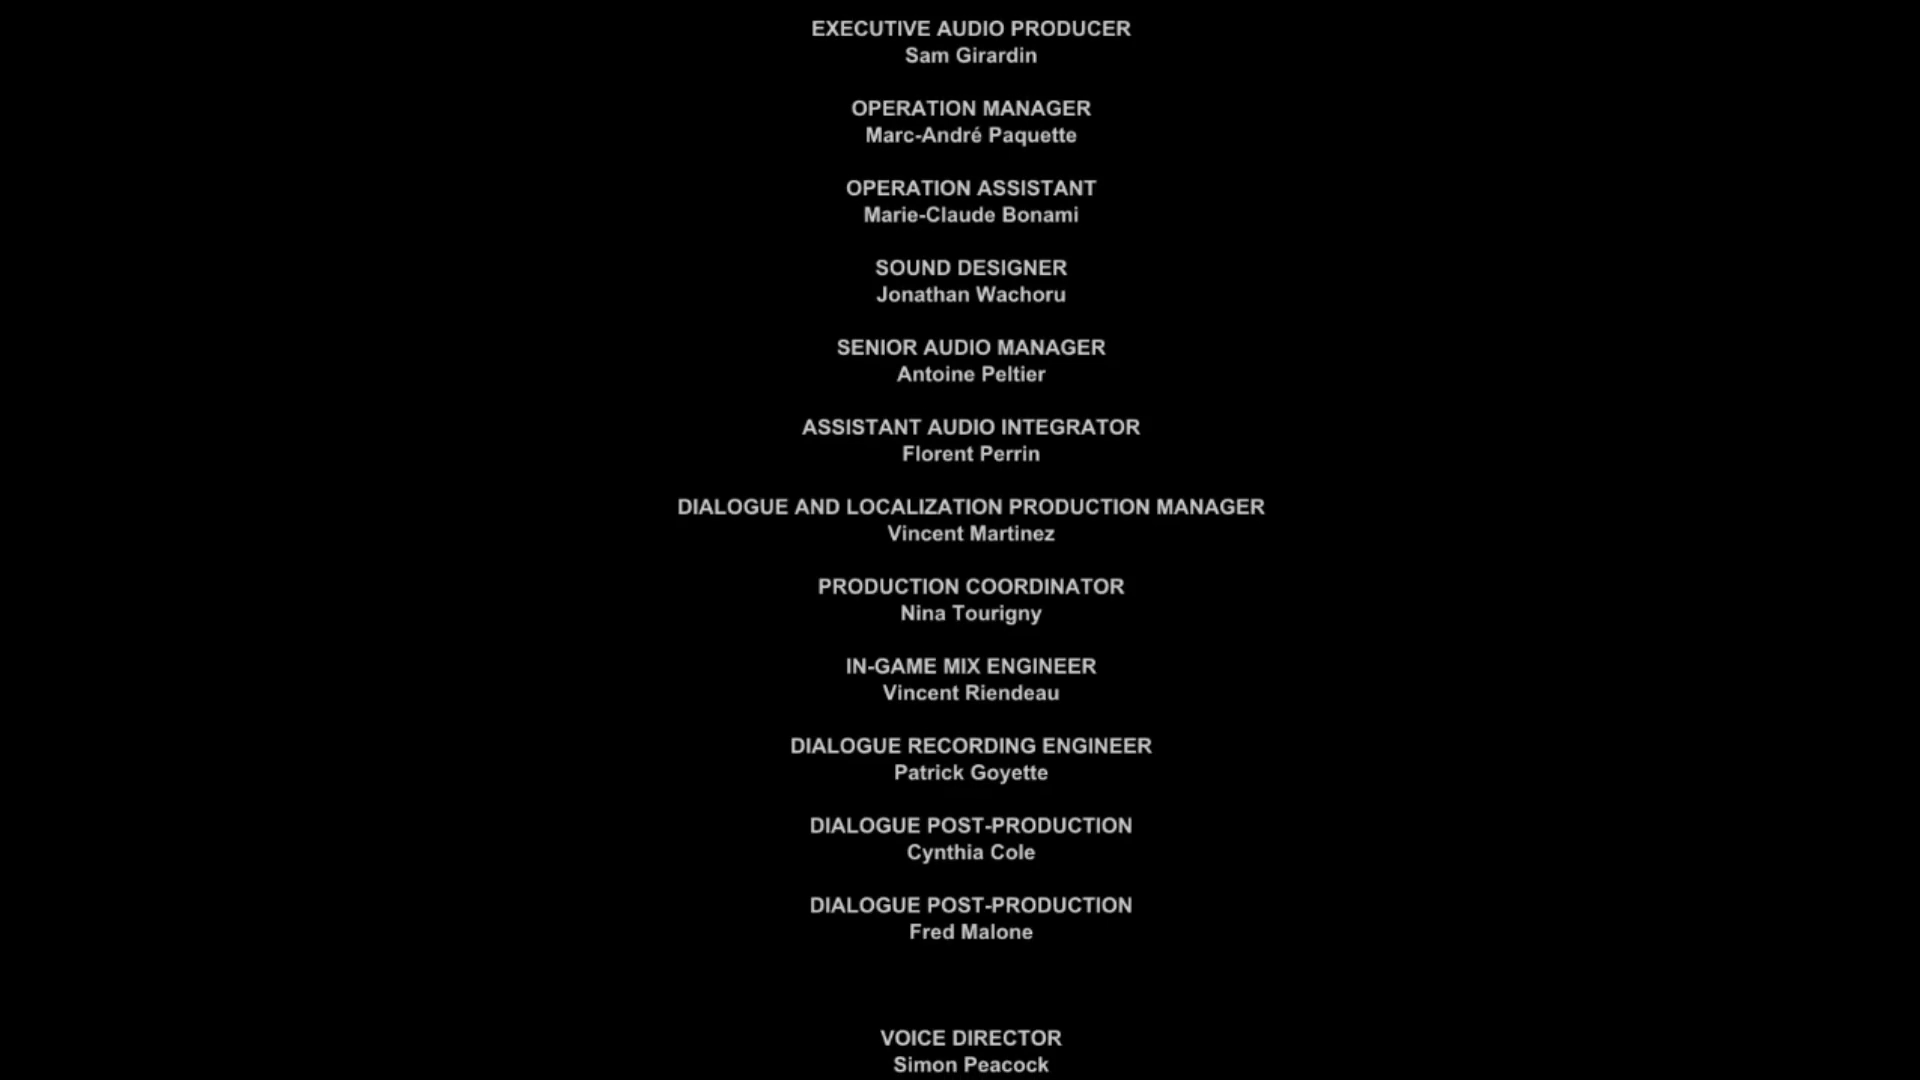 EXECUTIVE AUDIO PRODUCER
Sam Girardin
OPERATION MANAGER
Marc-André Paquette
OPERATION ASSISTANT
Marie-Claude Bonami
SOUND DESIGNER
Jonathan Wachoru
SENIOR AUDIO MANAGER
Antoine Peltier
ASSISTANT AUDIO INTEGRATOR
Florent Perrin
DIALOGUE AND LOCALIZATION PRODUCTION MANAGER
Vincent Martinez
PRODUCTION COORDINATOR
Nina Tourigny
IN-GAME MIX ENGINEER
Vincent Riendeau
DIALOGUE RECORDING ENGINEER
Patrick Goyette
DIALOGUE POST-PRODUCTION
Cynthia Cole
DIALOGUE POST-PRODUCTION
Fred Malone
VOICE DIRECTOR
Simon Peacock